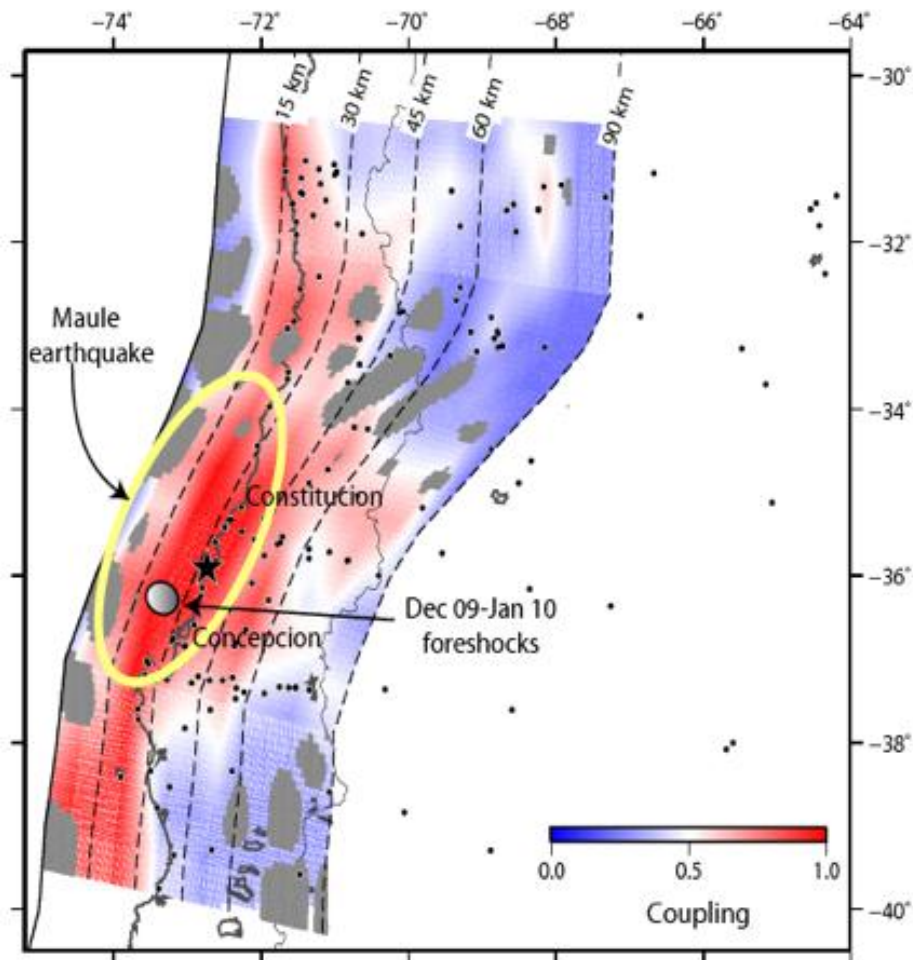 −74° −72° −70° −68° −66° −64°
15 km 30 km 45 km 60 km 90 km
−30°
−32°
Maule
earthquake
−34°
Constitucion
−36°
Dec 09-Jan 10
foreshocks
Concepcion
−38°
0.0 0.5 1.0
Coupling
−40°